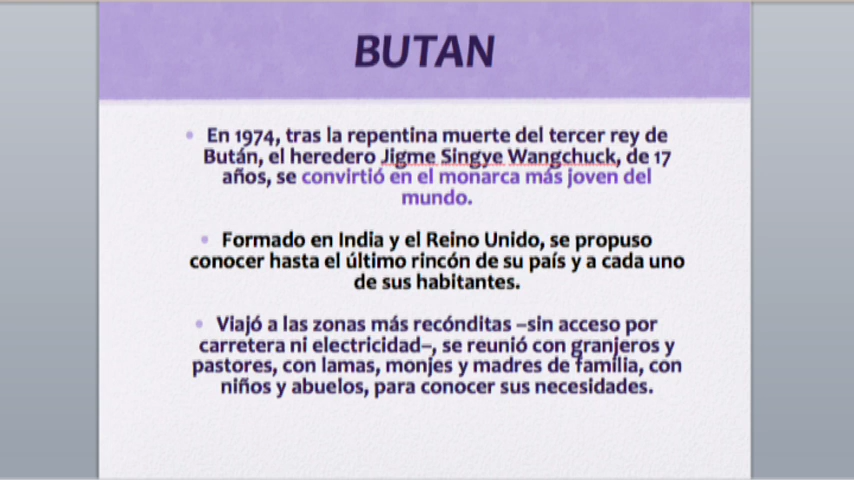 BUTAN
• En 1974, tras la repentina muerte del tercer rey de
Bután, el heredero Jigme Singye Wangchuck, de 17
años, se convirtió en el monarca más joven del
mundo.
• Formado en India y el Reino Unido, se propuso
conocer hasta el último rincón de su país y a cada uno
de sus habitantes.
• Viajó a las zonas más recónditas –sin acceso por
carretera ni electricidad–, se reunió con granjeros y
pastores, con lamas, monjes y madres de familia, con
niños y abuelos, para conocer sus necesidades.